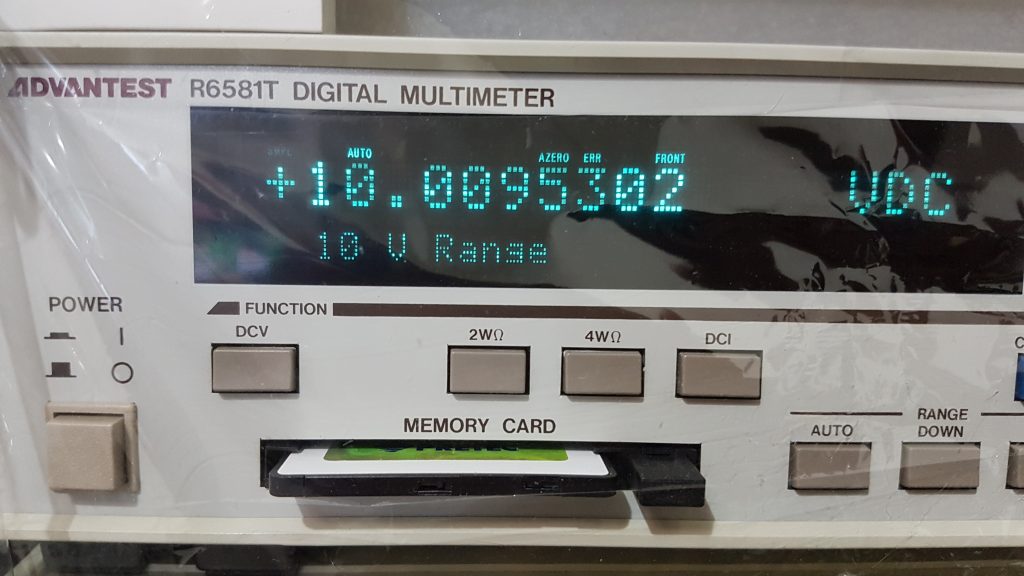 ADVANTEST R6581T DIGITAL MULTIMETER
SMPL AUTO AZERO ERR FRONT
+10.0095302 VDC
10 V Range
POWER
FUNCTION
DCV 2WΩ 4WΩ DCI
MEMORY CARD
RANGE
AUTO DOWN